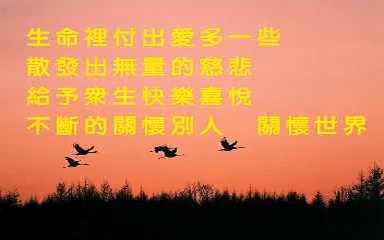 生命裡付出愛多一些
散發出無量的慈悲
給予眾生快樂喜悅
不斷的關懷別人　關懷世界